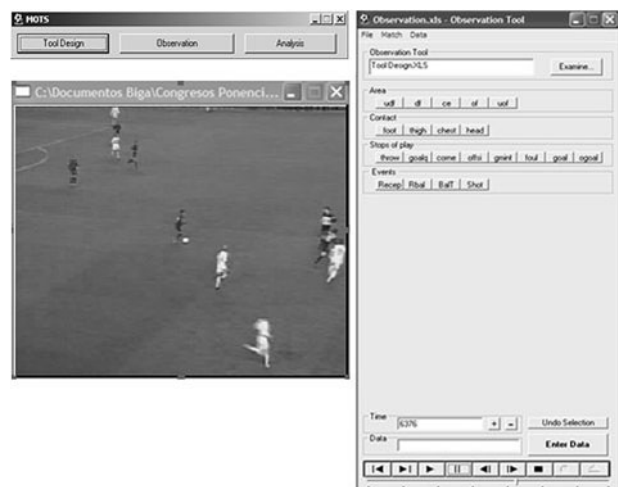 MOTS
Tool Design Observation Analysis
C:\Documentos Biga\Congresos Ponenci...
Observation.xls - Observation Tool
File Match Data
Observation Tool
Tool Design.XLS Examine...
Area
udf df ce of uof
Contact
foot thigh chest head
Stops of play
throw goalq corne offsi gmint foul goal ogoal
Events
Recep Rbal BalT Shot
Time
6376 + - Undo Selection
Data
Enter Data